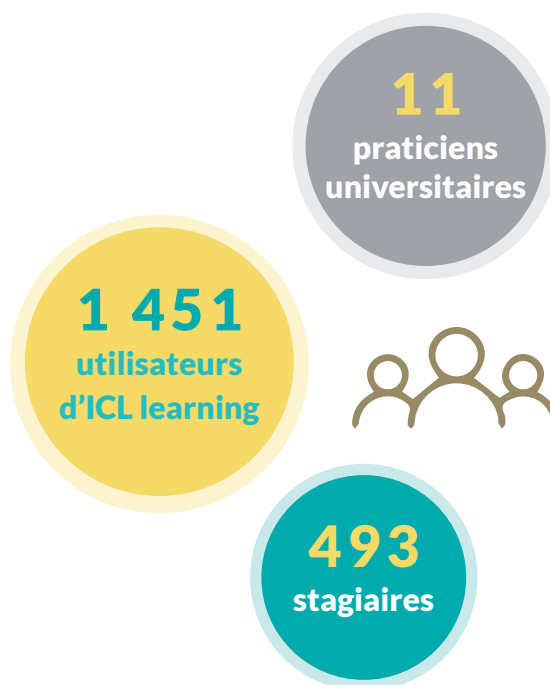 11
praticiens
universitaires
1 451
utilisateurs
d’ICL learning
493
stagiaires